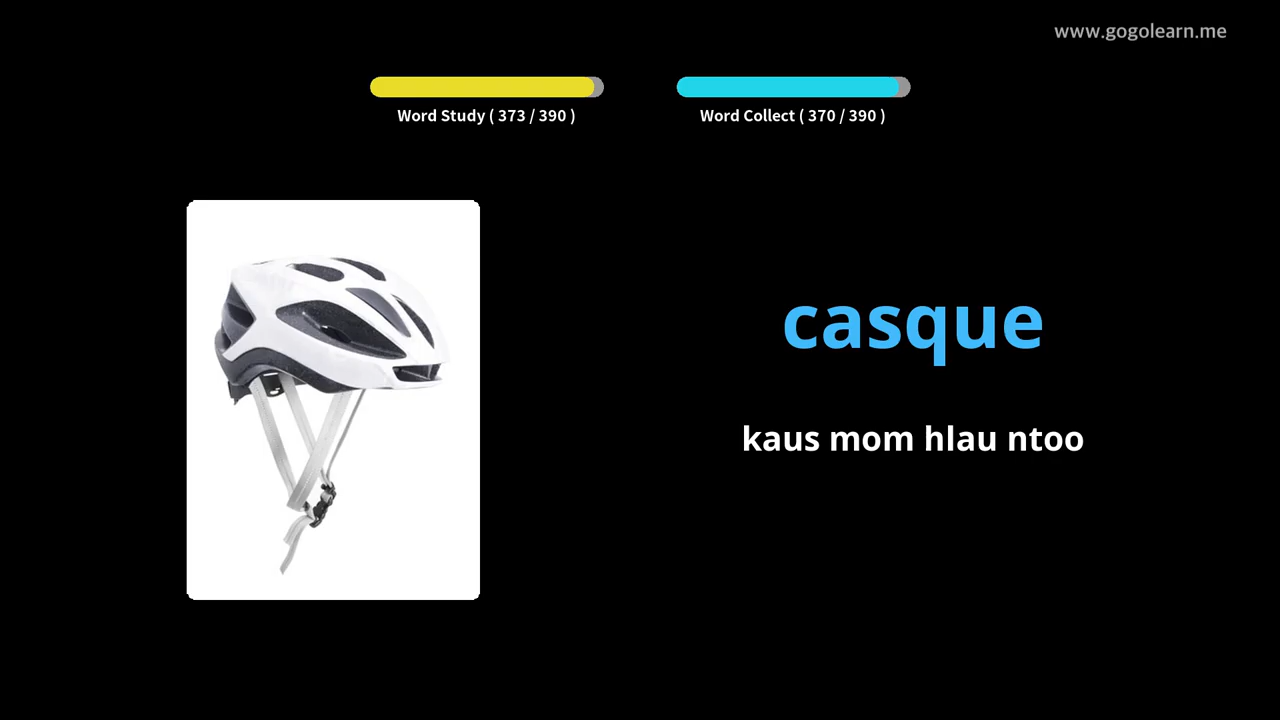 www.gogolearn.me
Word Study ( 373 / 390 )
Word Collect ( 370 / 390 )
casque
kaus mom hlau ntoo